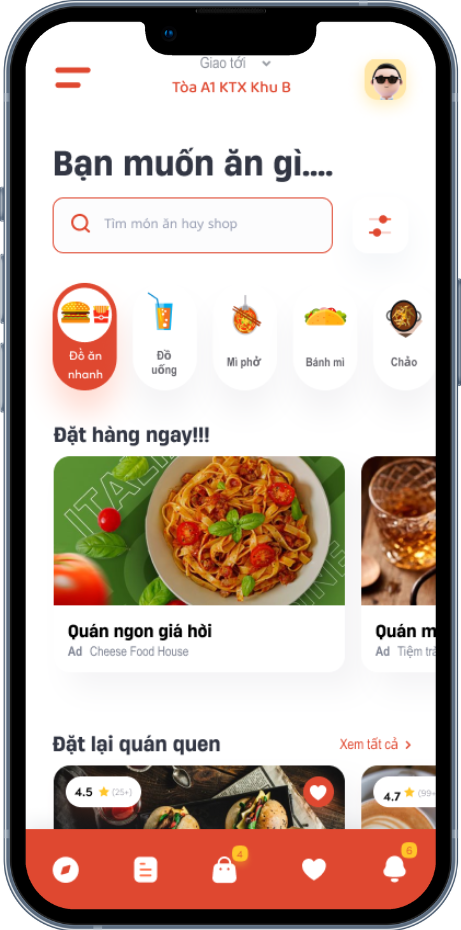 Giao tới
Tòa A1 KTX Khu B
Bạn muốn ăn gì....
Tìm món ăn hay shop
Đồ ăn
nhanh
Đồ
uống
Mì phở
Bánh mì
Chảo
Đặt hàng ngay!!!
Quán ngon giá hời
Ad Cheese Food House
Quán m
Ad Tiệm trà
Đặt lại quán quen
Xem tất cả
4.5 (25+)
4.7 (99+
4
6